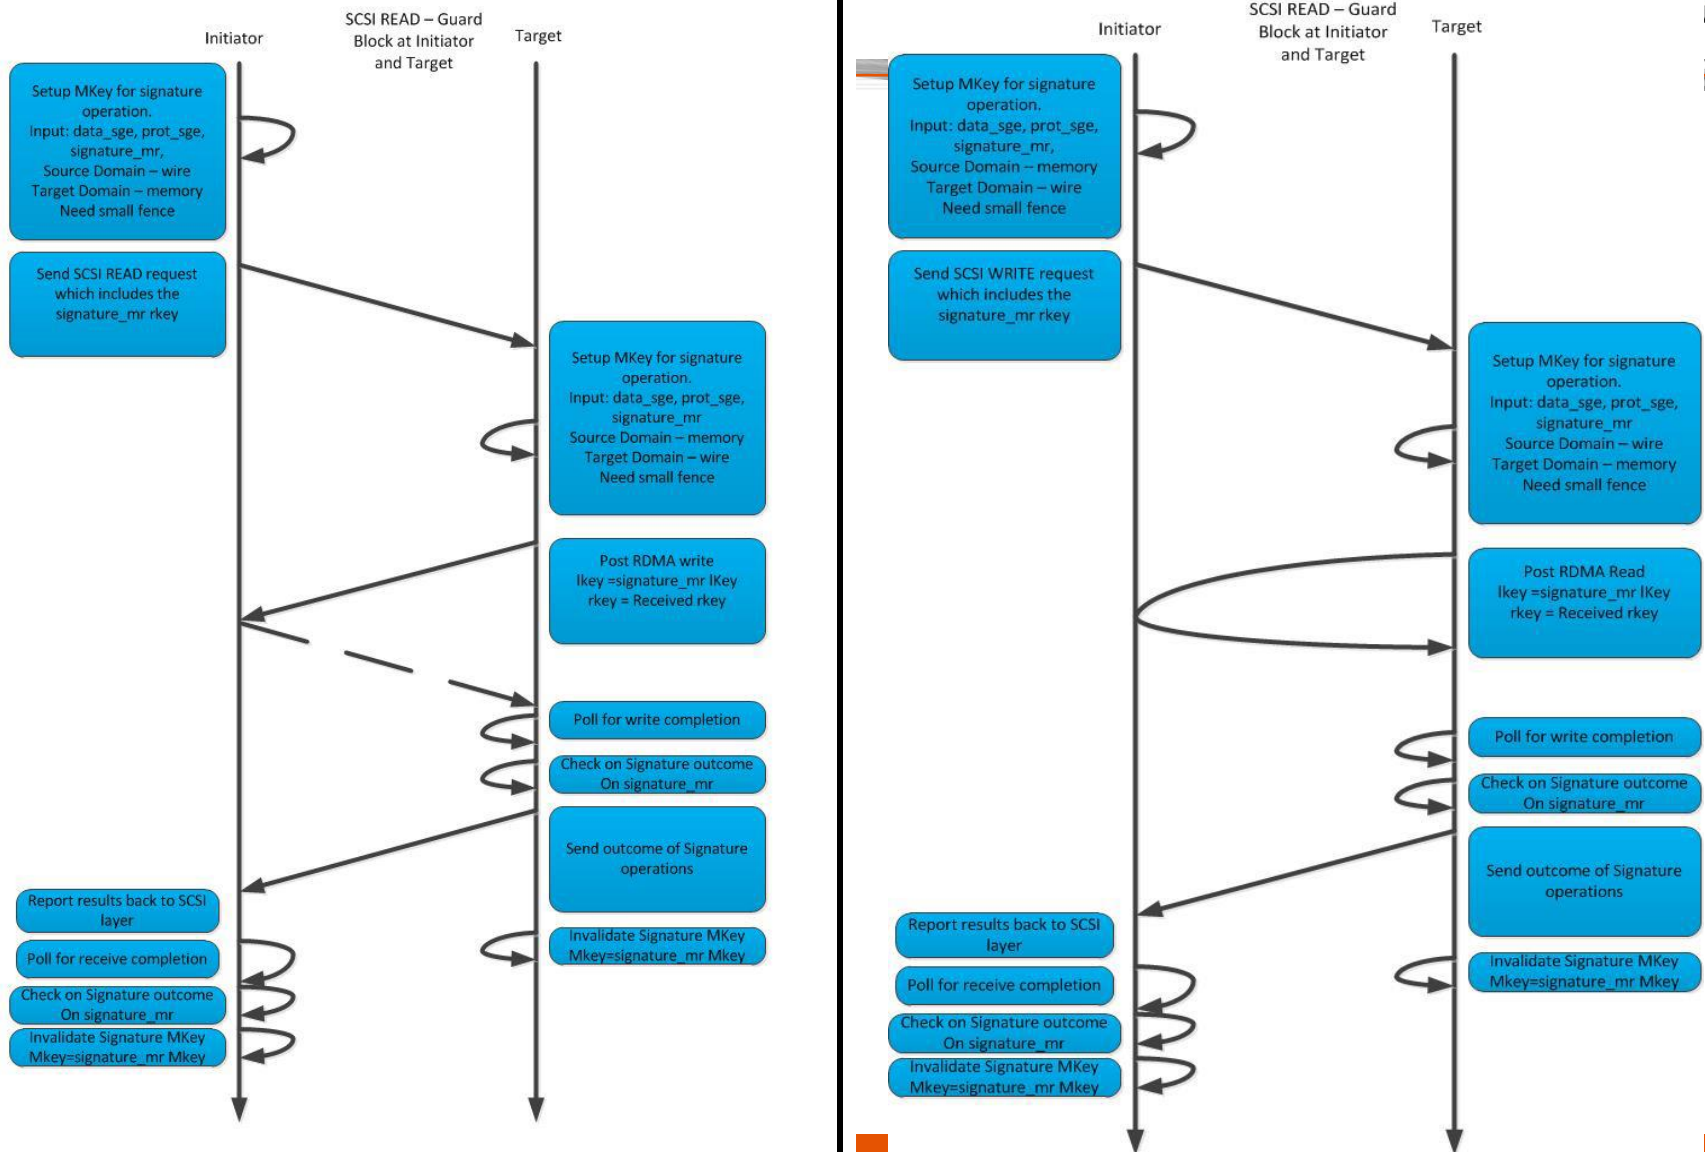 SCSI READ – Guard
Block at Initiator
and Target
Initiator
Target
Setup MKey for signature
operation.
Input: data_sge, prot_sge,
signature_mr,
Source Domain – wire
Target Domain – memory
Need small fence
Send SCSI READ request
which includes the
signature_mr rkey
Setup MKey for signature
operation.
Input: data_sge, prot_sge,
signature_mr
Source Domain – memory
Target Domain – wire
Need small fence
Post RDMA write
lkey =signature_mr lKey
rkey = Received rkey
Poll for write completion
Check on Signature outcome
On signature_mr
Send outcome of Signature
operations
Report results back to SCSI
layer
Invalidate Signature MKey
Mkey=signature_mr Mkey
Poll for receive completion
Check on Signature outcome
On signature_mr
Invalidate Signature MKey
Mkey=signature_mr Mkey
SCSI READ – Guard
Block at Initiator
and Target
Initiator
Target
Setup MKey for signature
operation.
Input: data_sge, prot_sge,
signature_mr,
Source Domain – memory
Target Domain – wire
Need small fence
Send SCSI WRITE request
which includes the
signature_mr rkey
Setup MKey for signature
operation.
Input: data_sge, prot_sge,
signature_mr
Source Domain – wire
Target Domain – memory
Need small fence
Post RDMA Read
lkey =signature_mr lKey
rkey = Received rkey
Poll for write completion
Check on Signature outcome
On signature_mr
Send outcome of Signature
operations
Report results back to SCSI
layer
Invalidate Signature MKey
Mkey=signature_mr Mkey
Poll for receive completion
Check on Signature outcome
On signature_mr
Invalidate Signature MKey
Mkey=signature_mr Mkey